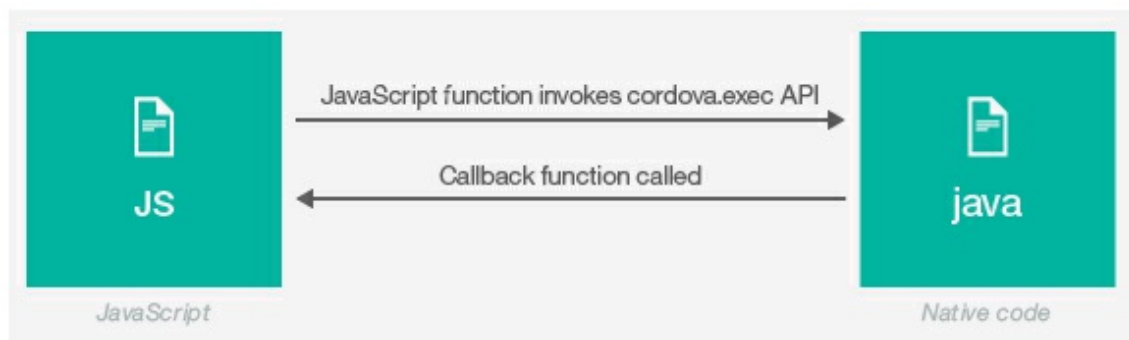 JavaScript function invokes cordova.exec API
Callback function called
JS
java
JavaScript
Native code